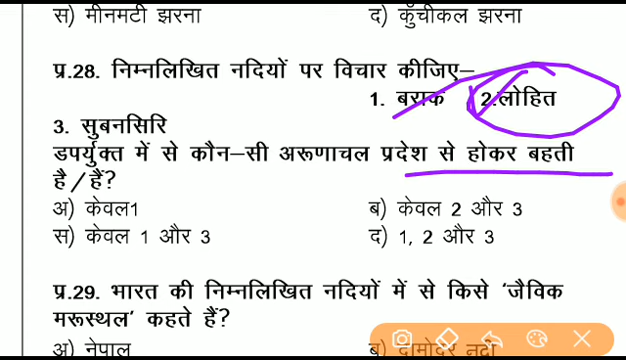 स) मीनमटी झरना द) कुँचीकल झरना
प्र.28. निम्नलिखित नदियों पर विचार कीजिए–
1. बराक 2.लोहित
3. सुबनसिरि
डपर्युक्त में से कौन–सी अरूणाचल प्रदेश से होकर बहती
है/हैं?
अ) केवल1 ब) केवल 2 और 3
स) केवल 1 और 3 द) 1, 2 और 3
प्र.29. भारत की निम्नलिखित नदियों में से किसे 'जैविक
मरूस्थल' कहते हैं?
अ) नेपाल ब) दामोदर नदी